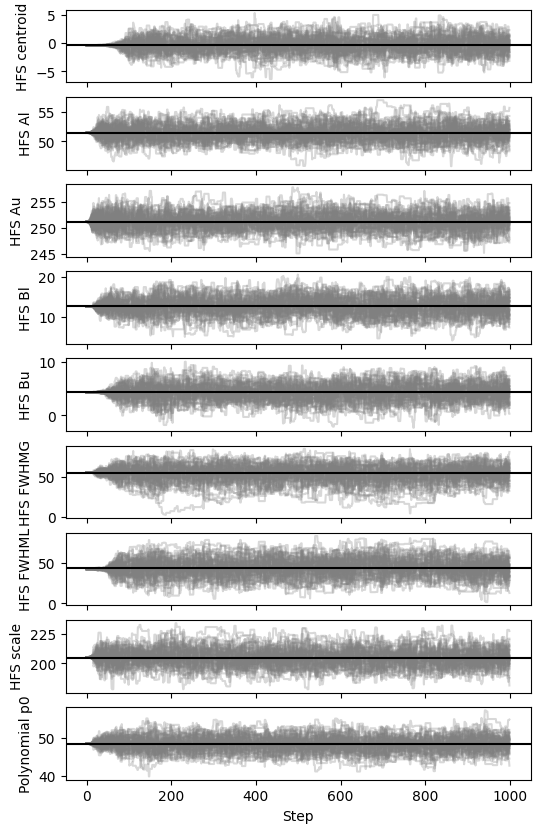 HFS centroid
5
0
−5
HFS Al
55
50
HFS Au
255
250
245
HFS Bl
20
10
HFS Bu
10
0
HFS FWHMG
50
0
HFS FWHML
50
0
HFS scale
225
200
Polynomial p0
50
40
0 200 400 600 800 1000
Step